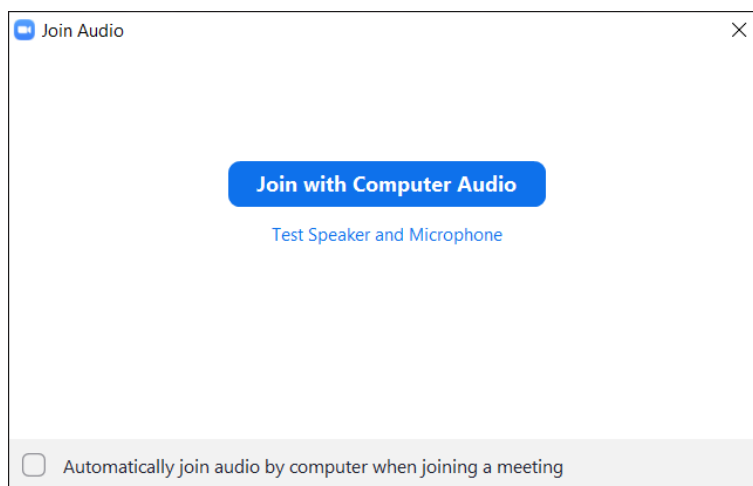 Join Audio
Join with Computer Audio
Test Speaker and Microphone
Automatically join audio by computer when joining a meeting